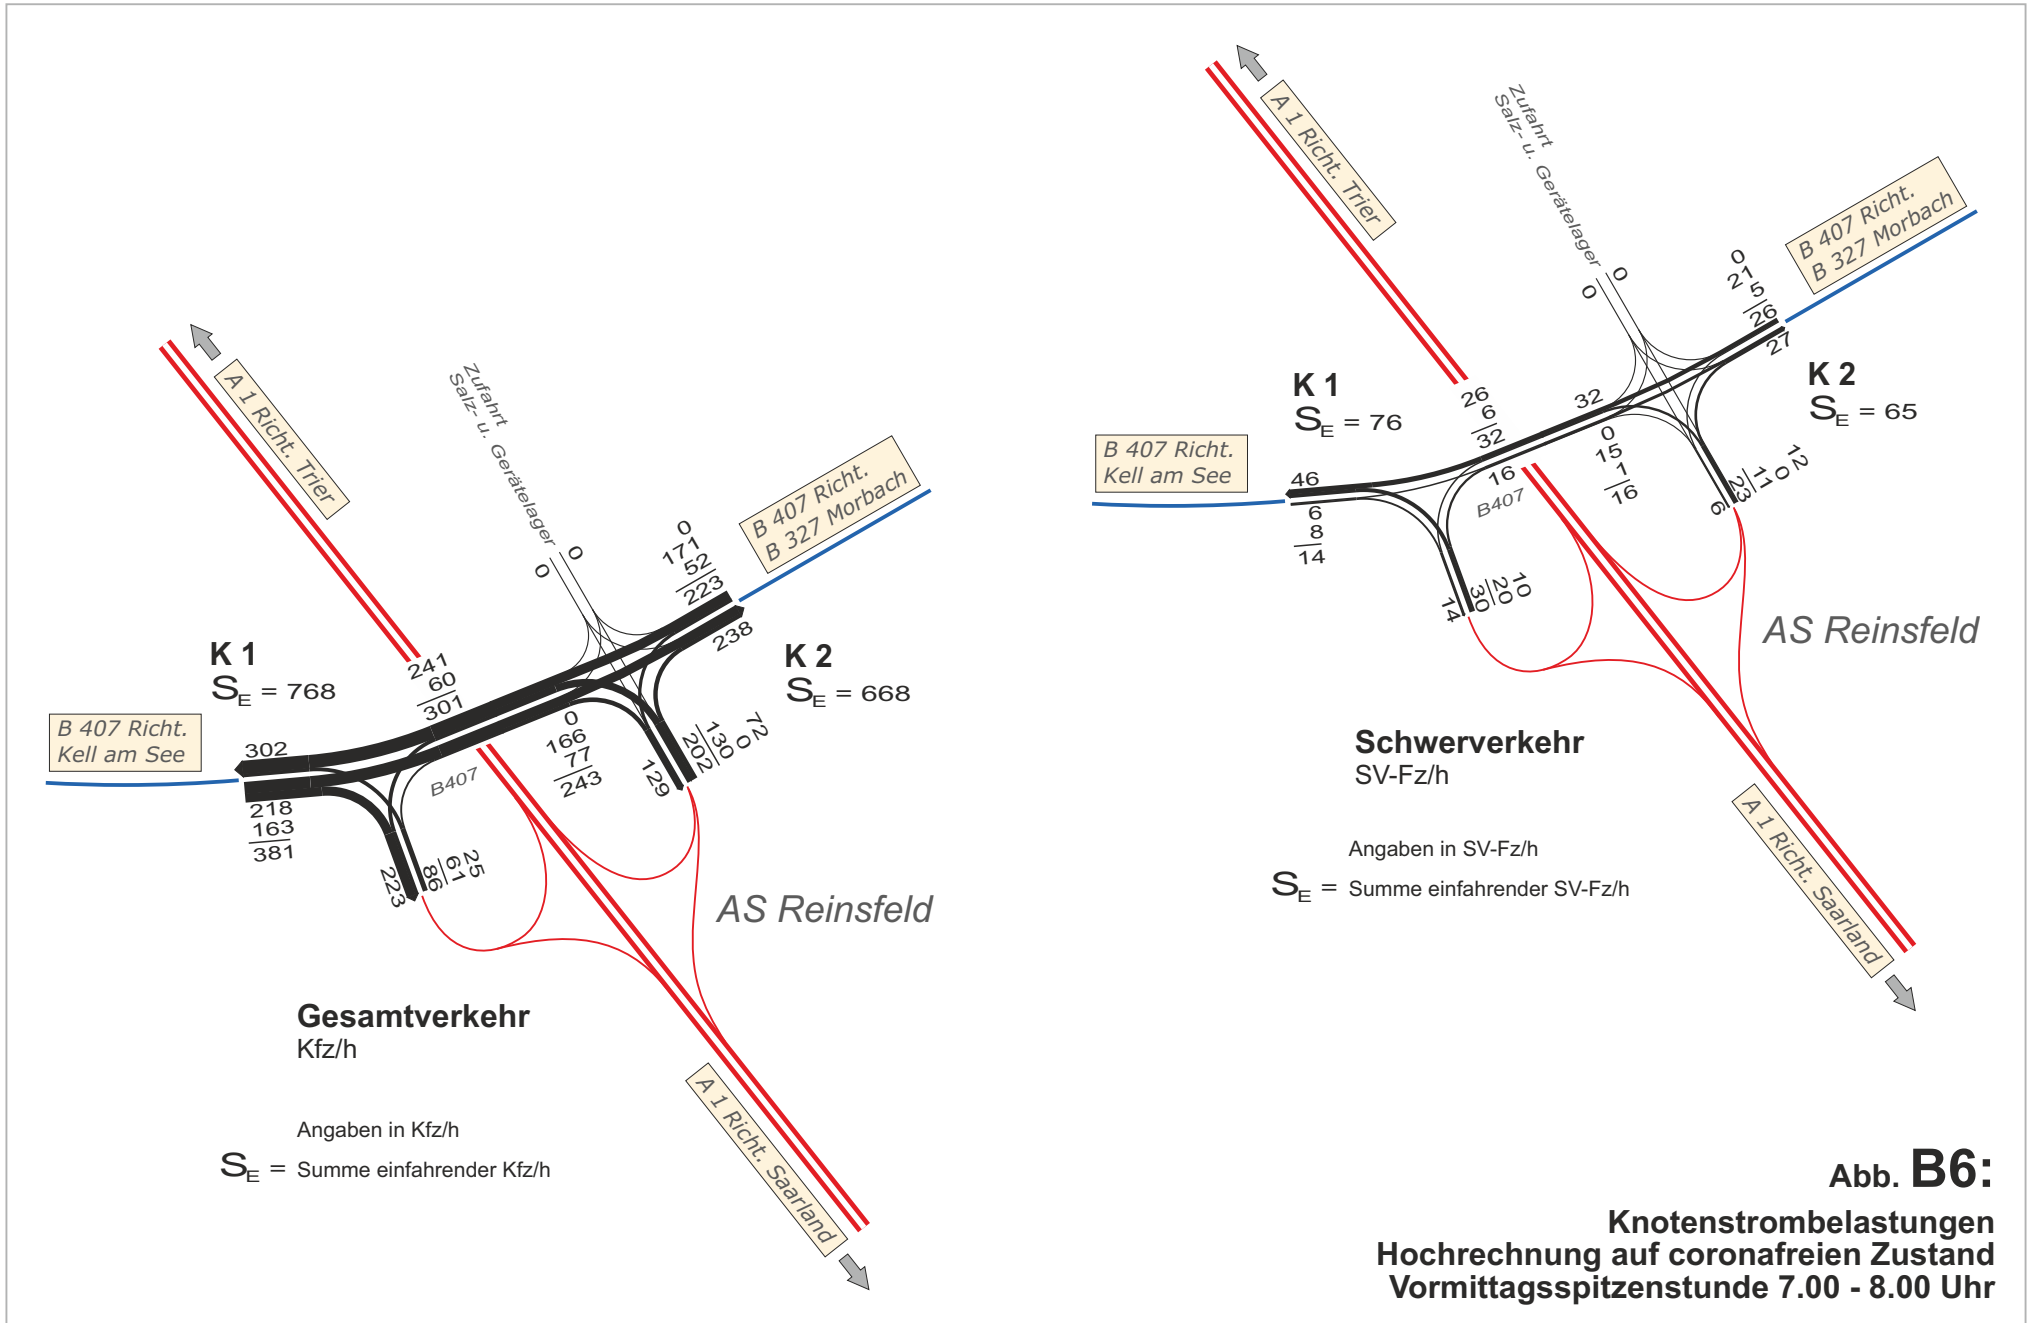 A 1 Richt. Trier
Zufahrt
Salz- u. Gerätelager
0
0
0
171
52
223
238
B 407 Richt.
B 327 Morbach
K 1
SE = 768
241
60
301
K 2
SE = 668
B 407 Richt.
Kell am See
302
218
163
381
B407
0
166
77
243
72
0
130
202
129
25
61
86
223
AS Reinsfeld
Gesamtverkehr
Kfz/h
Angaben in Kfz/h
SE = Summe einfahrender Kfz/h
A 1 Richt. Saarland
A 1 Richt. Trier
Zufahrt
Salz- u. Gerätelager
0
0
0
21
5
26
27
B 407 Richt.
B 327 Morbach
K 1
SE = 76
26
6
32
32
K 2
SE = 65
B 407 Richt.
Kell am See
46
6
8
14
16
B407
0
15
1
16
12
0
11
23
6
10
20
30
14
AS Reinsfeld
Schwerverkehr
SV-Fz/h
Angaben in SV-Fz/h
SE = Summe einfahrender SV-Fz/h
A 1 Richt. Saarland
Abb. B6:
Knotenstrombelastungen
Hochrechnung auf coronafreien Zustand
Vormittagsspitzenstunde 7.00 - 8.00 Uhr